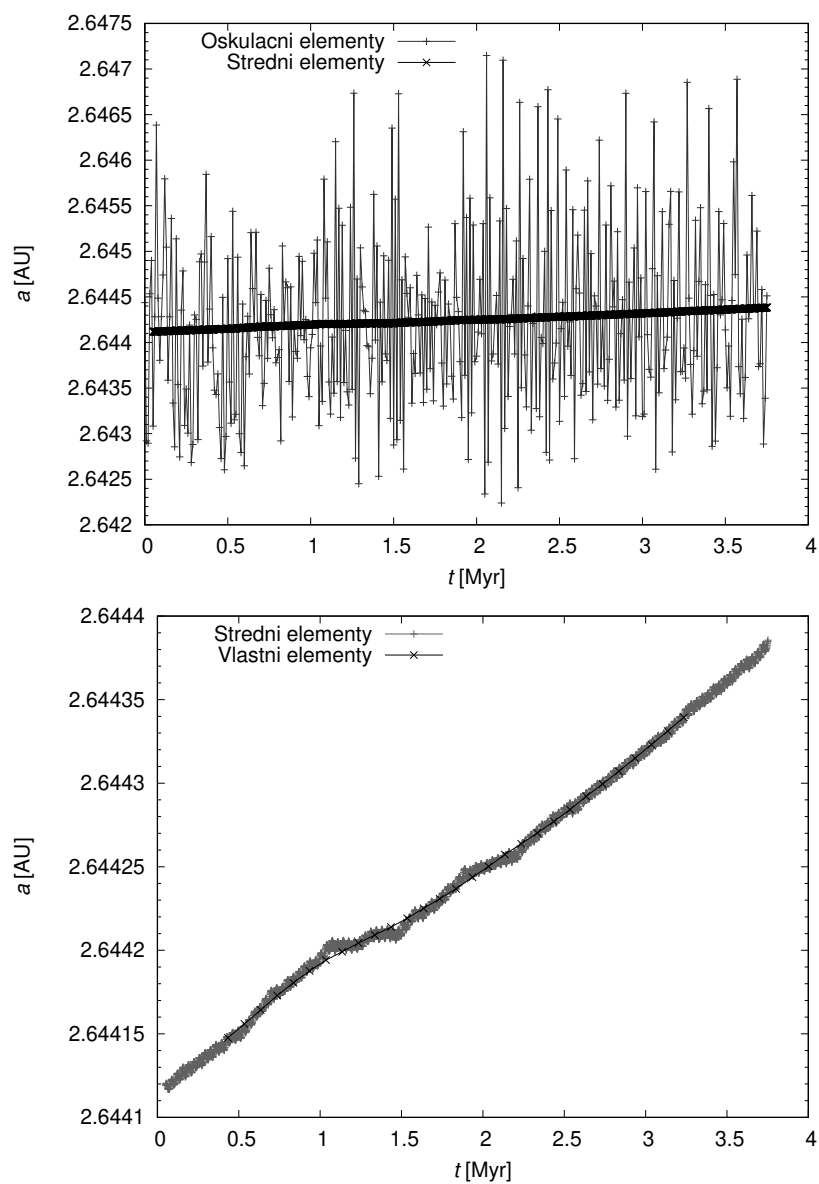 2.6475
2.647
2.6465
2.646
2.6455
2.645
2.6445
2.644
2.6435
2.643
2.6425
2.642
a [AU]
Oskulacni elementy
Stredni elementy
0 0.5 1 1.5 2 2.5 3 3.5 4
t [Myr]
2.6444
2.64435
2.6443
2.64425
2.6442
2.64415
2.6441
a [AU]
Stredni elementy
Vlastni elementy
0 0.5 1 1.5 2 2.5 3 3.5 4
t [Myr]